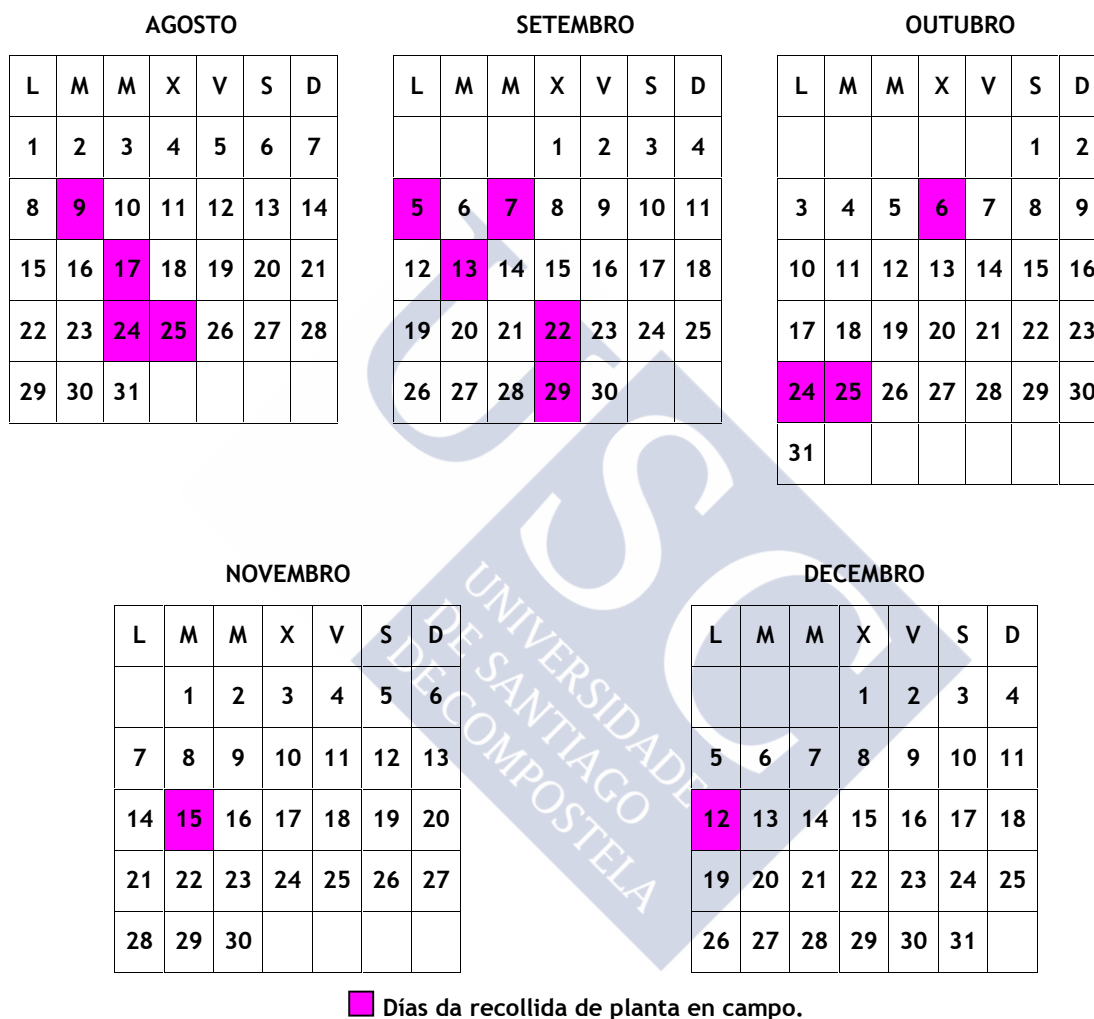 AGOSTO
L M M X V S D
1 2 3 4 5 6 7
8 9 10 11 12 13 14
15 16 17 18 19 20 21
22 23 24 25 26 27 28
29 30 31
SETEMBRO
L M M X V S D
1 2 3 4
5 6 7 8 9 10 11
12 13 14 15 16 17 18
19 20 21 22 23 24 25
26 27 28 29 30
OUTUBRO
L M M X V S D
1 2
3 4 5 6 7 8 9
10 11 12 13 14 15 16
17 18 19 20 21 22 23
24 25 26 27 28 29 30
31
NOVEMBRO
L M M X V S D
1 2 3 4 5 6
7 8 9 10 11 12 13
14 15 16 17 18 19 20
21 22 23 24 25 26 27
28 29 30
DECEMBRO
L M M X V S D
1 2 3 4
5 6 7 8 9 10 11
12 13 14 15 16 17 18
19 20 21 22 23 24 25
26 27 28 29 30 31
Días da recollida de planta en campo.
USC
UNIVERSIDADE
DE SANTIAGO
DE COMPOSTELA